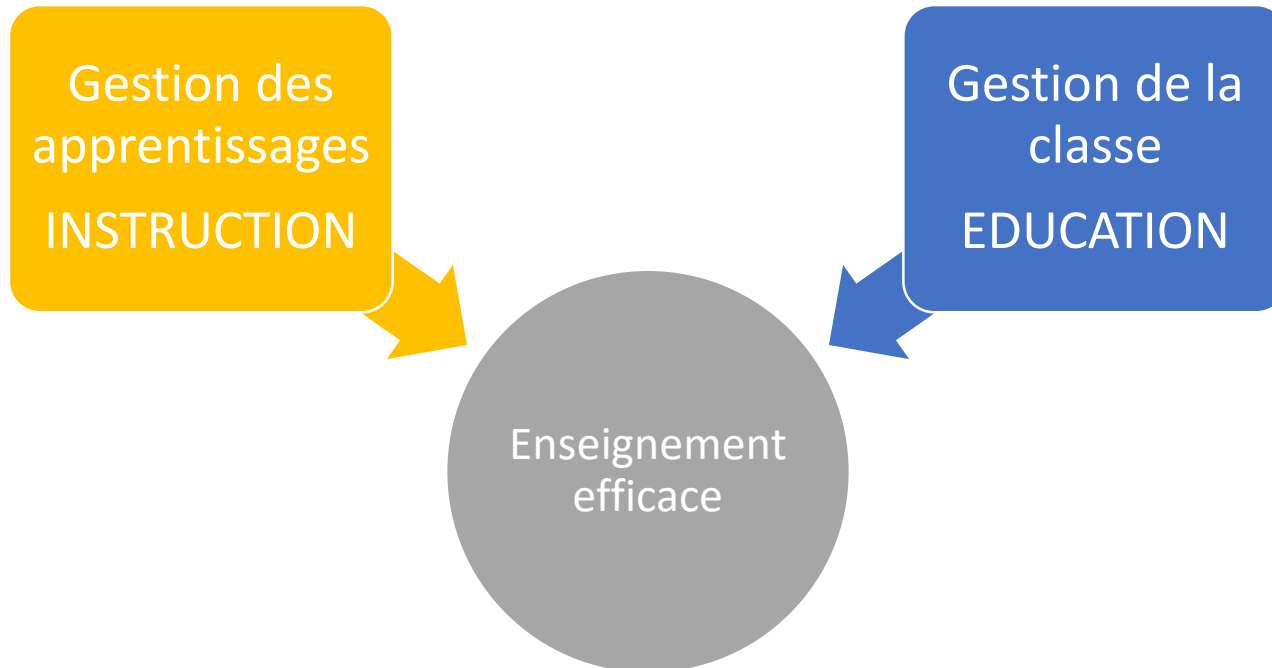 Gestion des
apprentissages
INSTRUCTION
Gestion de la
classe
EDUCATION
Enseignement
efficace